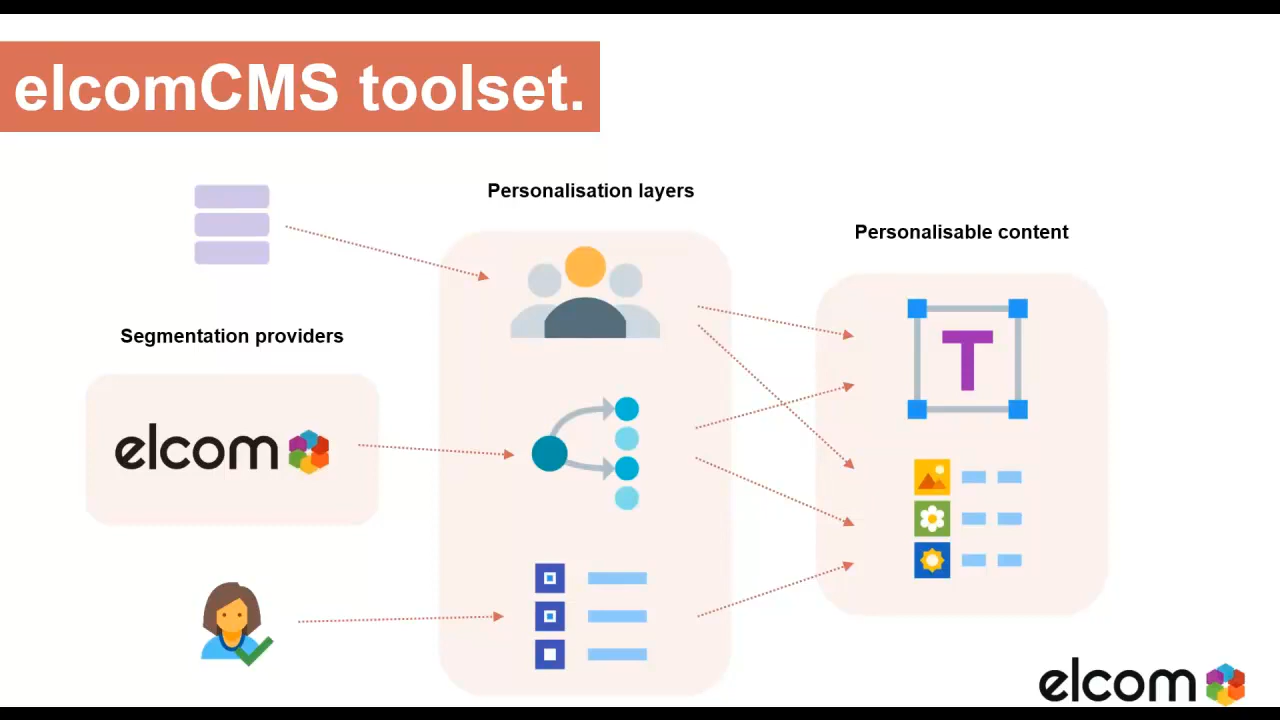 elcomCMS toolset.
Personalisation layers
Personalisable content
Segmentation providers
elcom
T
elcom